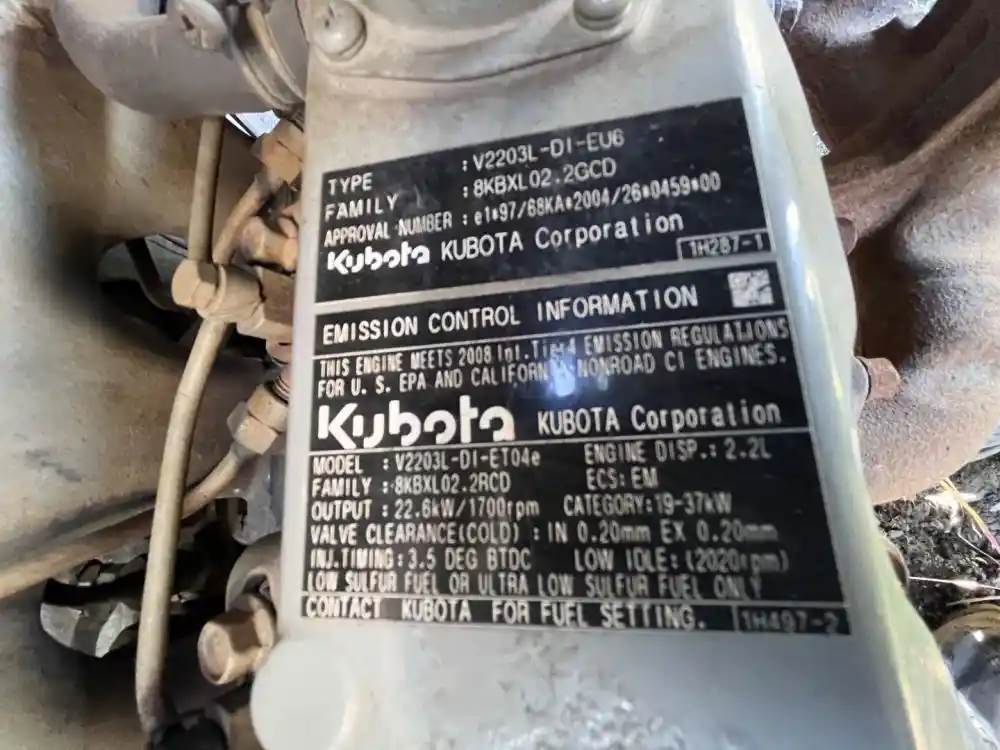 TYPE : V2203L-DI-EU6
FAMILY : 8KBXL02.2GCD
APPROVAL NUMBER : e1*97/68KA*2004/26*0459*00
Kubota KUBOTA Corporation
1H287-1
EMISSION CONTROL INFORMATION
THIS ENGINE MEETS 2008 Int.Tier4 EMISSION REGULATIONS
FOR U. S. EPA AND CALIFORNIA NONROAD CI ENGINES.
Kubota KUBOTA Corporation
MODEL : V2203L-DI-ET04e ENGINE DISP.: 2.2L
FAMILY : 8KBXL02.2RCD ECS: EM
OUTPUT : 22.6kW/1700rpm CATEGORY: 19-37kW
VALVE CLEARANCE(COLD) : IN 0.20mm EX 0.20mm
INJ.TIMING: 3.5 DEG BTDC LOW IDLE: (2020rpm)
LOW SULFUR FUEL OR ULTRA LOW SULFUR FUEL ONLY
CONTACT KUBOTA FOR FUEL SETTING. 1H497-2